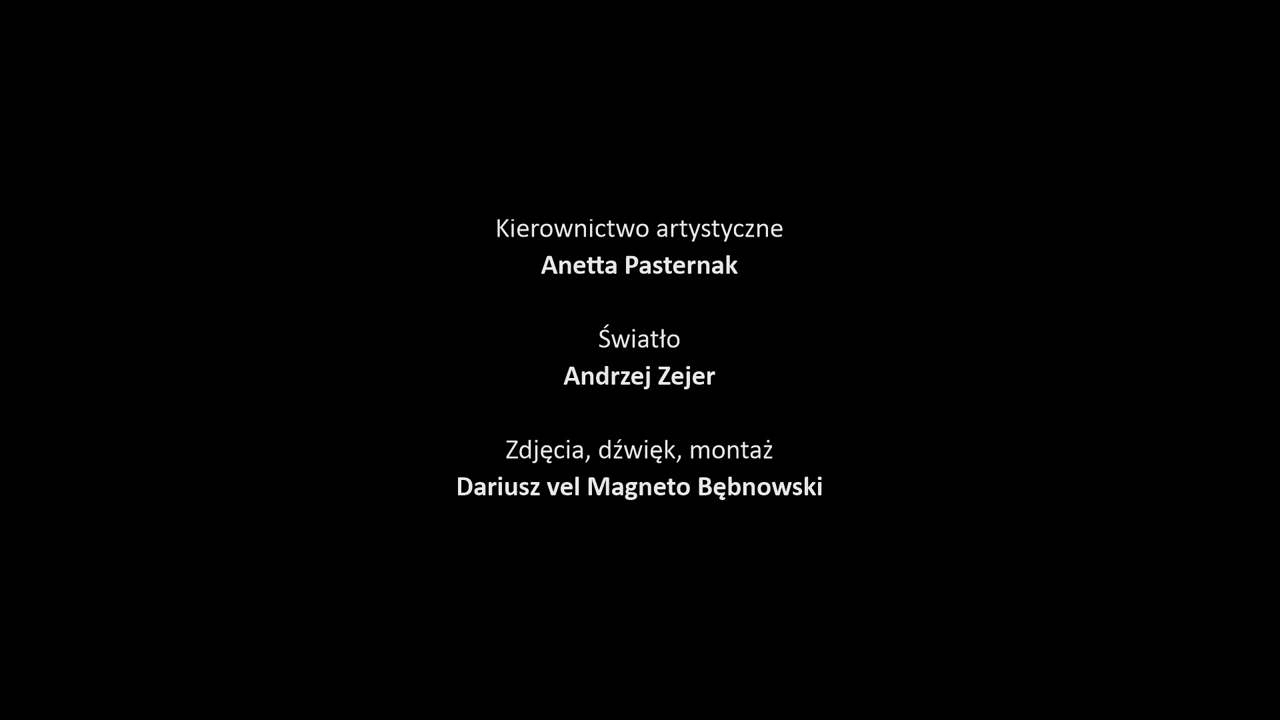 Kierownictwo artystyczne
Anetta Pasternak
Światło
Andrzej Zejer
Zdjęcia, dźwięk, montaż
Dariusz vel Magneto Bębnowski